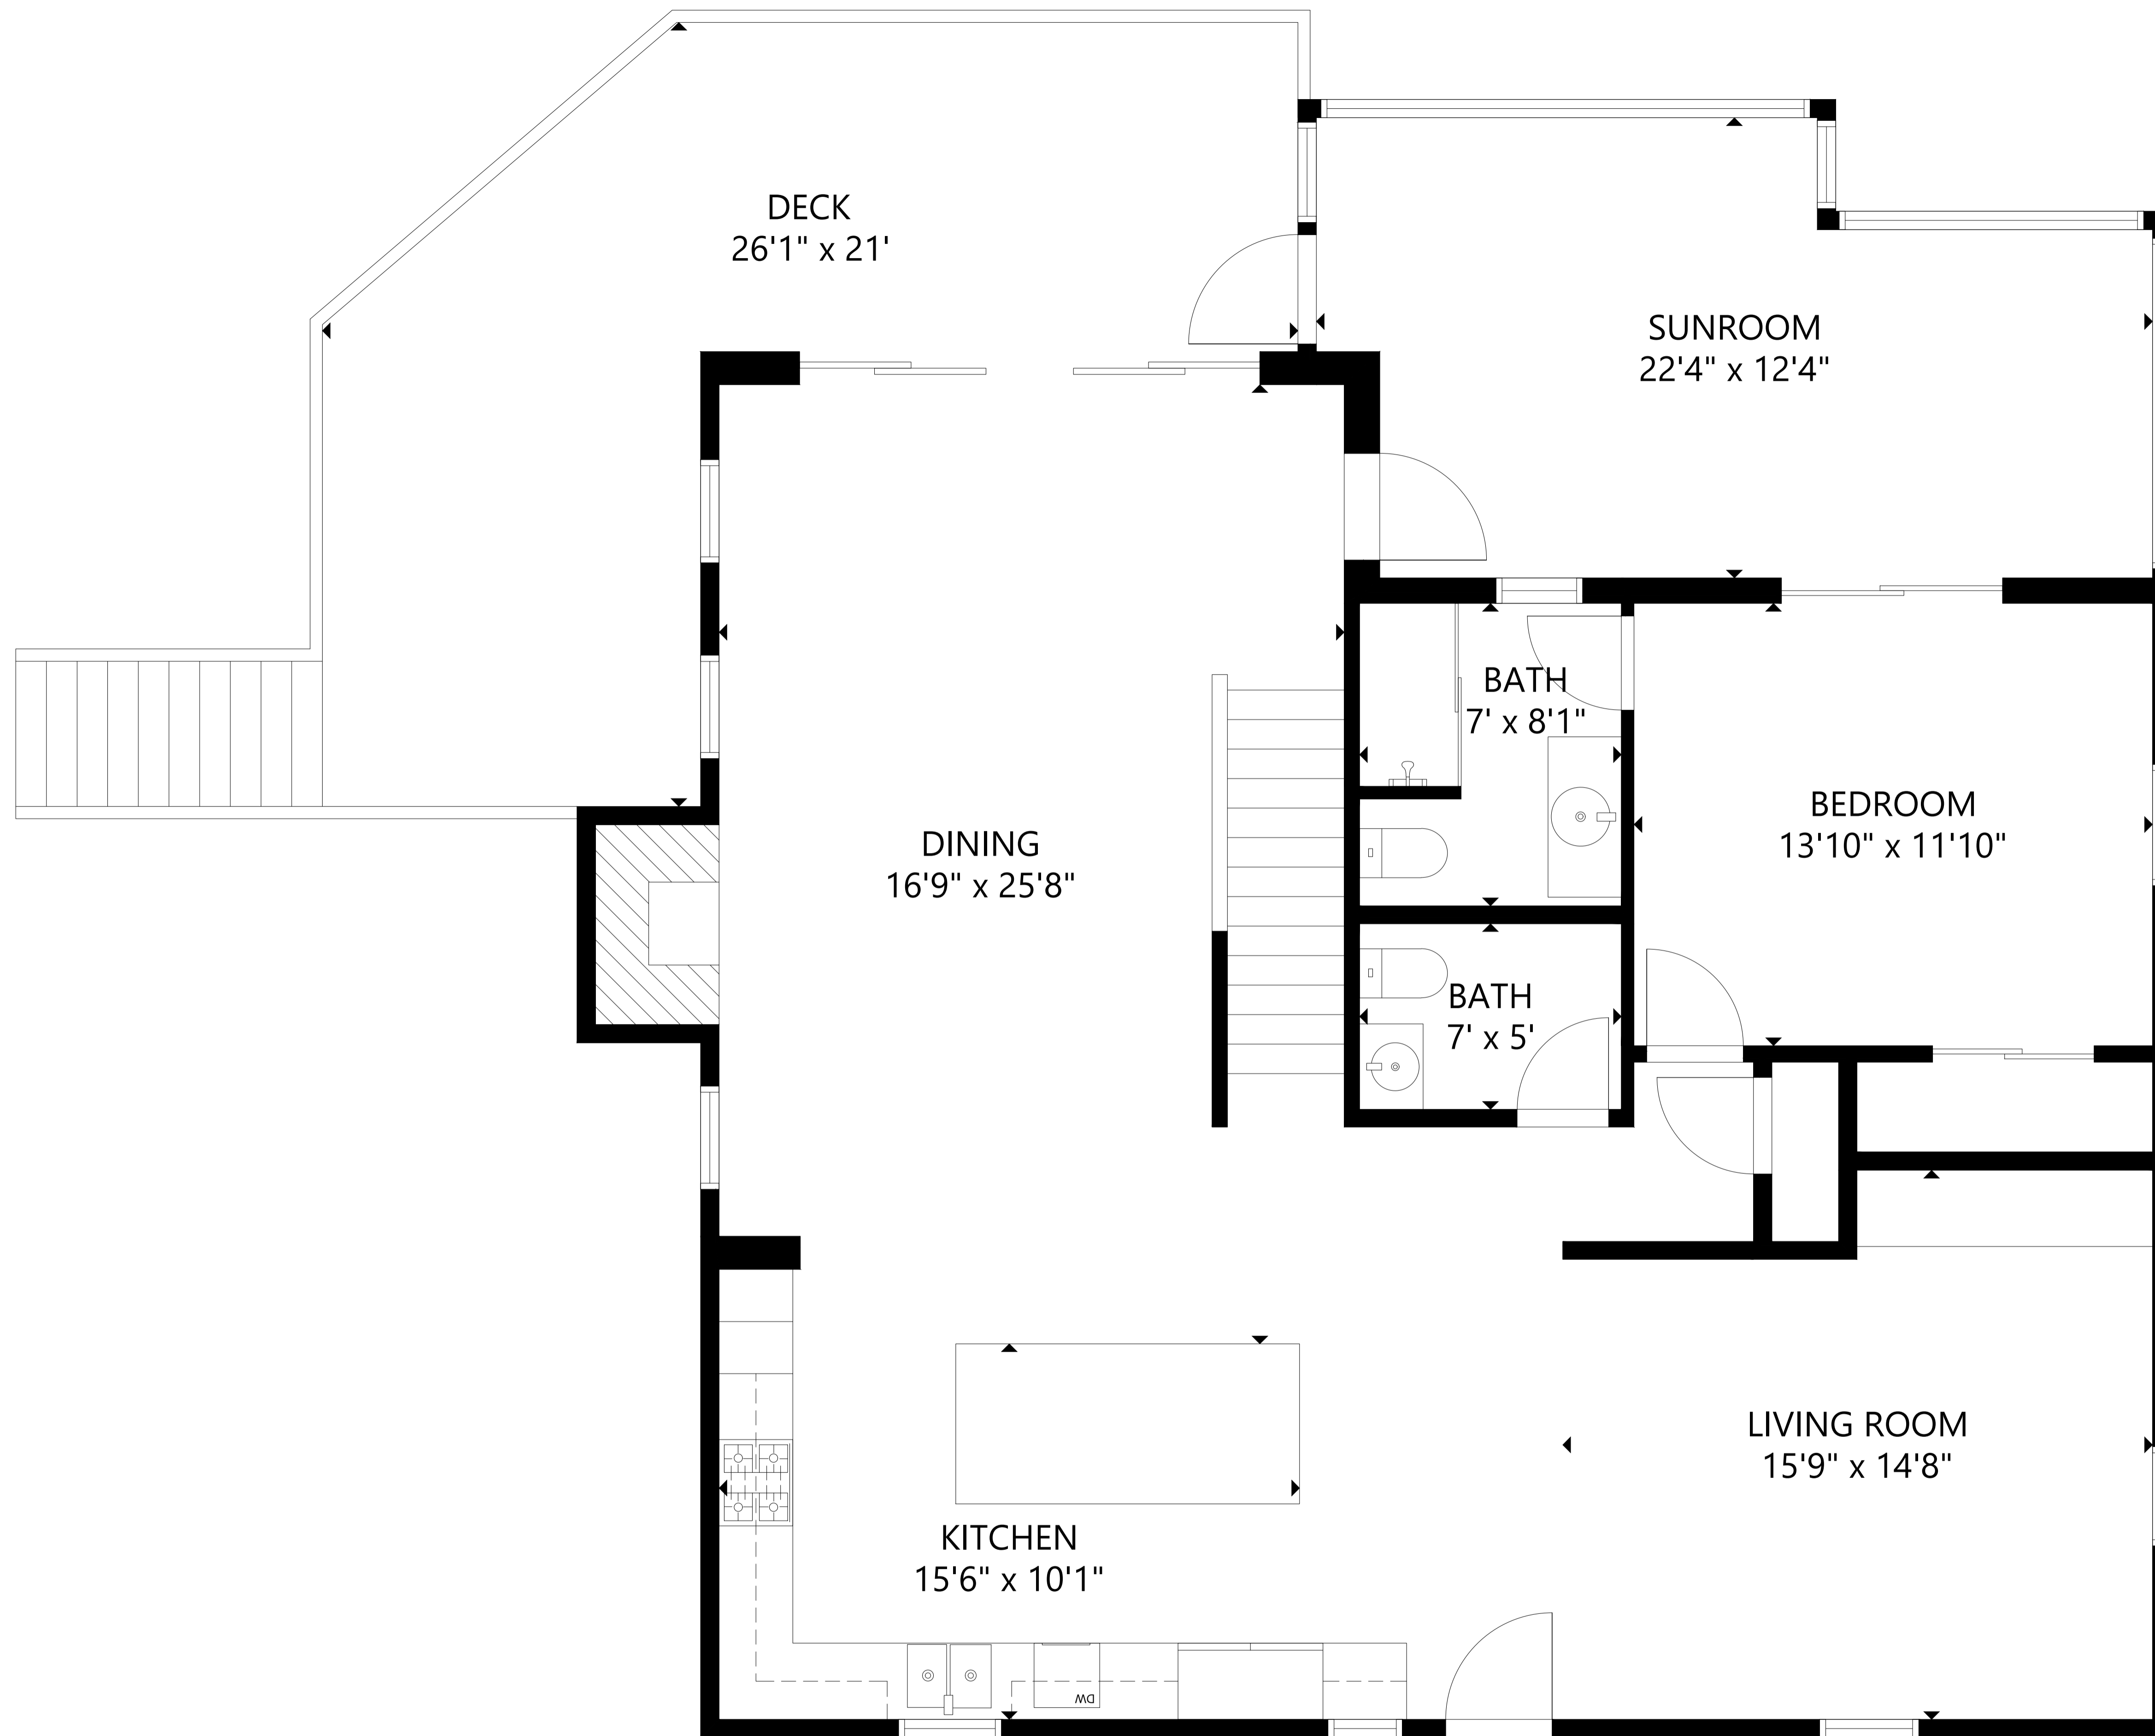 DECK
26'1" x 21'
SUNROOM
22'4" x 12'4"
BATH
7' x 8'1"
BEDROOM
13'10" x 11'10"
DINING
16'9" x 25'8"
BATH
7' x 5'
LIVING ROOM
15'9" x 14'8"
KITCHEN
15'6" x 10'1"
DW